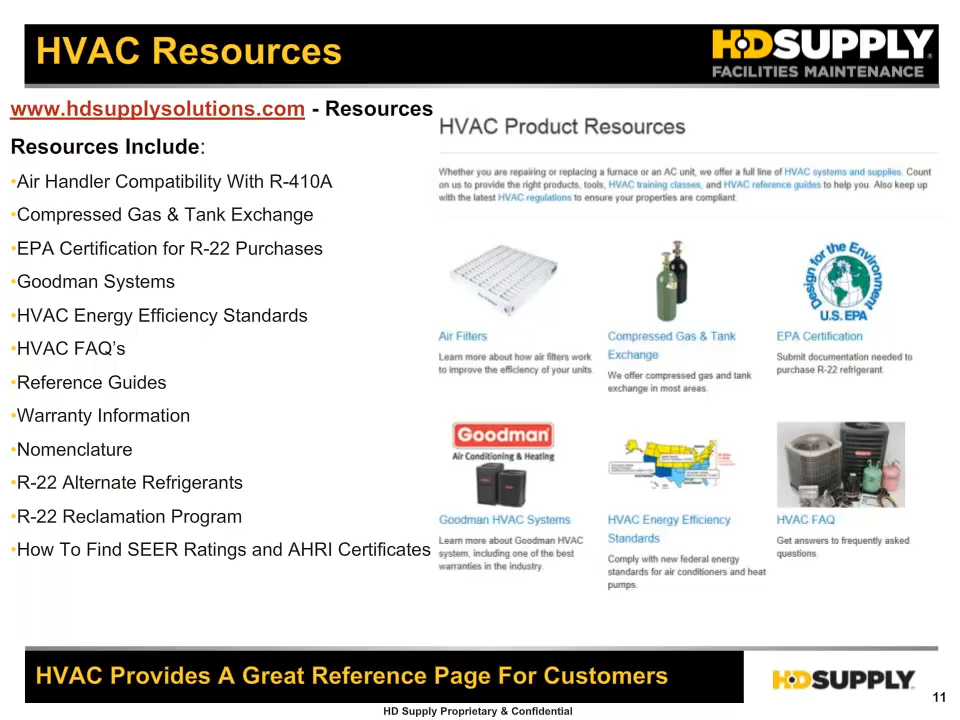 HVAC Resources
HDSUPPLY
FACILITIES MAINTENANCE
www.hdsupplysolutions.com - Resources
Resources Include:
•Air Handler Compatibility With R-410A
•Compressed Gas & Tank Exchange
•EPA Certification for R-22 Purchases
•Goodman Systems
•HVAC Energy Efficiency Standards
•HVAC FAQ’s
•Reference Guides
•Warranty Information
•Nomenclature
•R-22 Alternate Refrigerants
•R-22 Reclamation Program
•How To Find SEER Ratings and AHRI Certificates
HVAC Product Resources
Whether you are repairing or replacing a furnace or an AC unit, we offer a full line of HVAC systems and supplies. Count
on us to provide the right products, tools, HVAC training classes, and HVAC reference guides to help you. Also keep up
with the latest HVAC regulations to ensure your properties are compliant.
Design for the Environment
U.S. EPA
Air Filters
Learn more about how air filters work
to improve the efficiency of your units.
Compressed Gas & Tank
Exchange
We offer compressed gas and tank
exchange in most areas.
EPA Certification
Submit documentation needed to
purchase R-22 refrigerant
Goodman
Air Conditioning & Heating
Goodman HVAC Systems
Learn more about Goodman HVAC
system, including one of the best
warranties in the industry.
HVAC Energy Efficiency
Standards
Comply with new federal energy
standards for air conditioners and heat
pumps.
HVAC FAQ
Get answers to frequently asked
questions.
HVAC Provides A Great Reference Page For Customers
HDSUPPLY
11
HD Supply Proprietary & Confidential